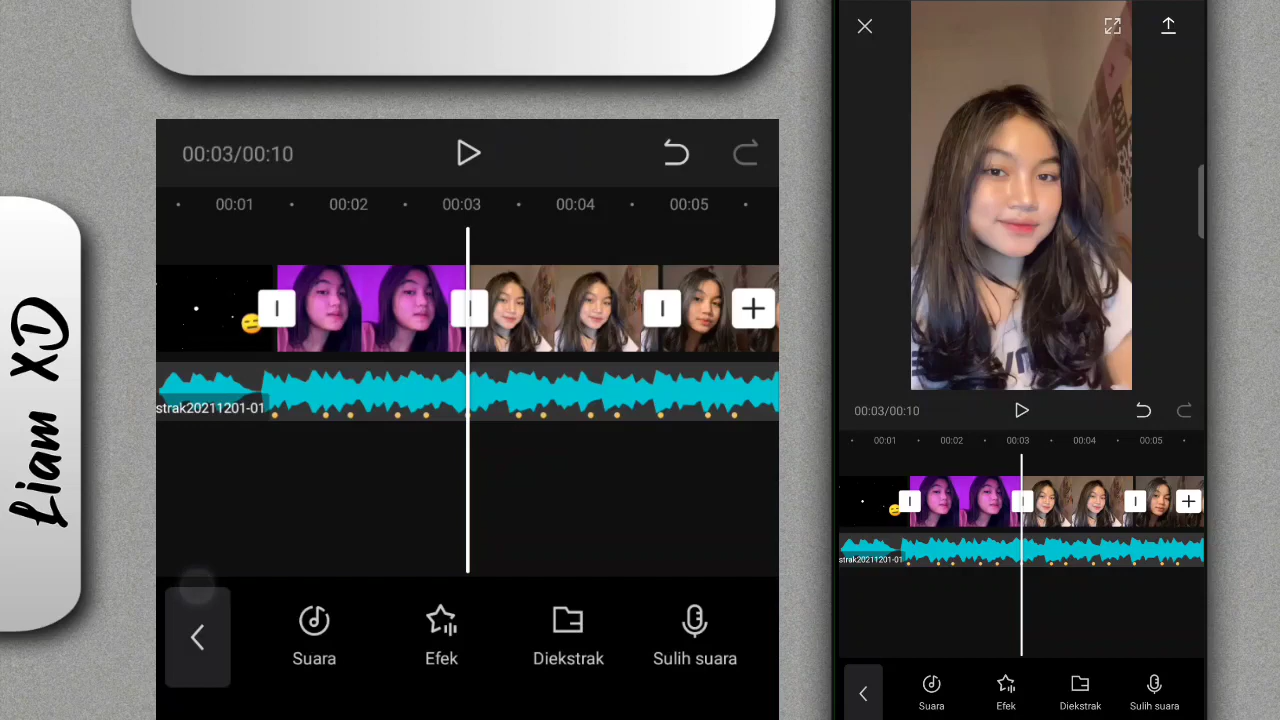 Liam XD
00:03/00:10
00:01
00:02
00:03
00:04
00:05
strak20211201-01
Suara
Efek
Diekstrak
Sulih suara
00:03/00:10
00:01
00:02
00:03
00:04
00:05
strak20211201-01
Suara
Efek
Diekstrak
Sulih suara